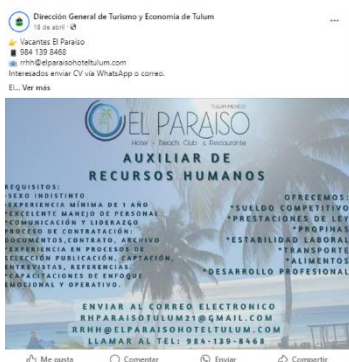 Dirección General de Turismo y Economía de Tulum
18 de abril
Vacantes El Paraíso
984 139 8468
rrhh@elparaisohoteltulum.com
Interesados enviar CV vía WhatsApp o correo.
El... Ver más
TULUM-MEXICO
EL PARAISO
Hotel - Beach Club & Restaurante
AUXILIAR DE
RECURSOS HUMANOS
REQUISITOS:
*SEXO INDISTINTO
*EXPERIENCIA MÍNIMA DE 1 AÑO
*EXCELENTE MANEJO DE PERSONAL
*COMUNICACIÓN Y LIDERAZGO
PROCESO DE CONTRATACIÓN:
DOCUMENTOS, CONTRATO, ARCHIVO
*EXPERIENCIA EN PROCESOS DE
SELECCIÓN PUBLICACIÓN, CAPTACIÓN,
ENTREVISTAS, REFERENCIAS.
*CAPACITACIONES DE ENFOQUE
EMOCIONAL Y OPERATIVO.
OFRECEMOS:
*SUELDO COMPETITIVO
*PRESTACIONES DE LEY
*PROPINAS
*ESTABILIDAD LABORAL
*TRANSPORTE
*ALIMENTOS
*DESARROLLO PROFESIONAL
ENVIAR AL CORREO ELECTRONICO
RHPARAISOTULUM21@GMAIL.COM
RRHH@ELPARAISOHOTELTULUM.COM
LLAMAR AL TEL: 984-139-8468
Me gusta
Comentar
Enviar
Compartir